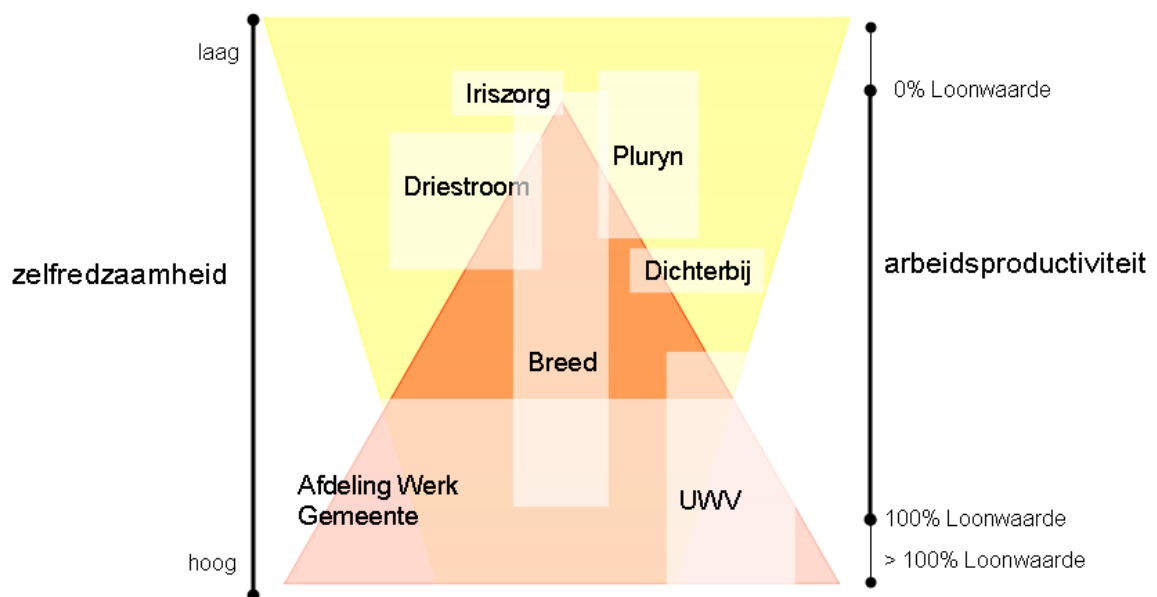 laag
0% Loonwaarde
Iriszorg
Pluryn
Driestroom
zelfredzaamheid
Dichterbij
arbeidsproductiviteit
Breed
Afdeling Werk
Gemeente
UWV
100% Loonwaarde
hoog
> 100% Loonwaarde